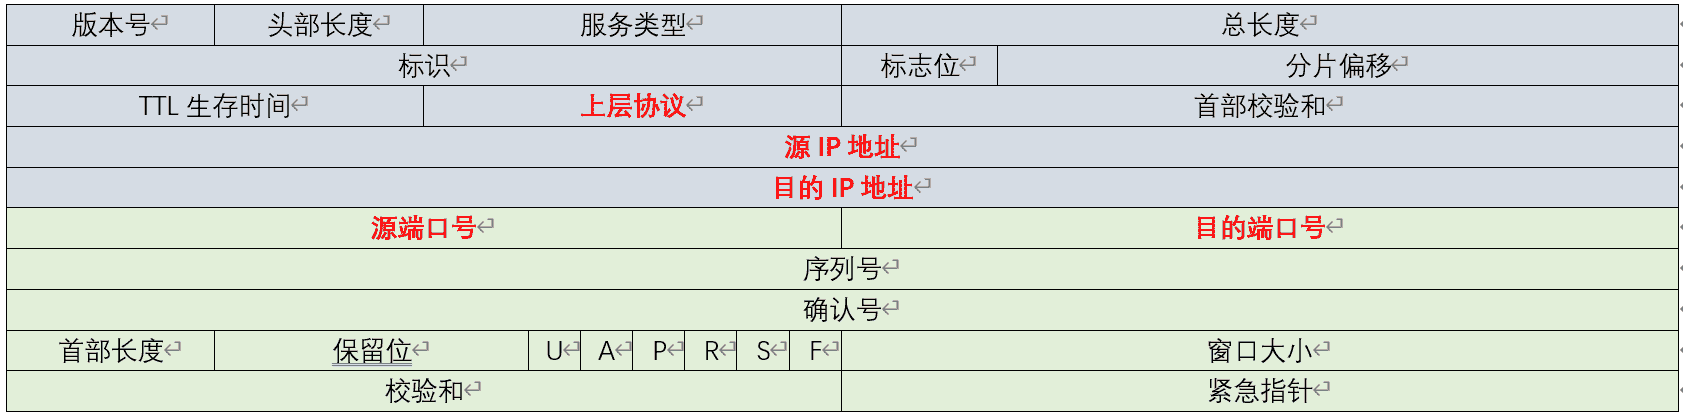 版本号 头部长度 服务类型 总长度
标识 标志位 分片偏移
TTL 生存时间 上层协议 首部校验和
源 IP 地址
目的 IP 地址
源端口号 目的端口号
序列号
确认号
首部长度 保留位 U A P R S F 窗口大小
校验和 紧急指针